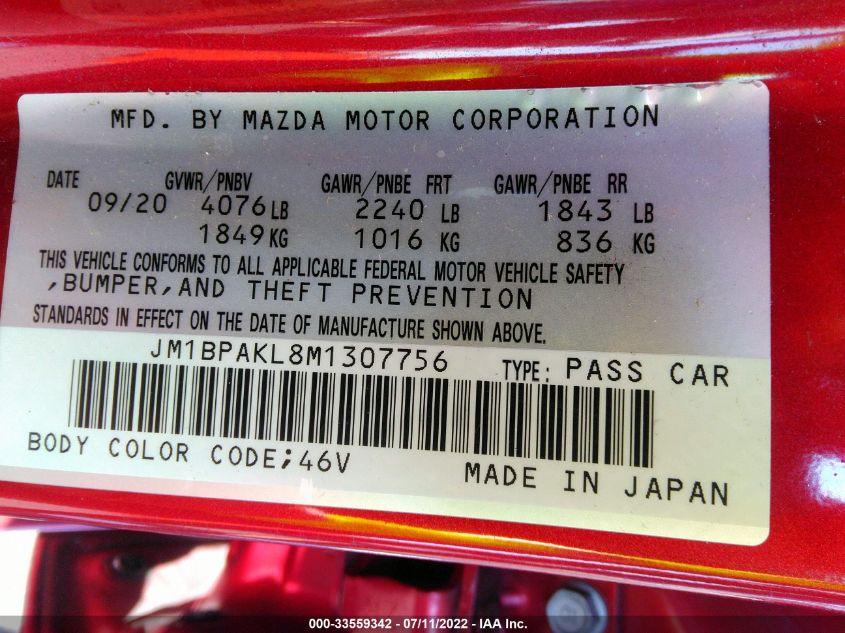 MFD. BY MAZDA MOTOR CORPORATION
DATE GVWR/PNBV GAWR/PNBE FRT GAWR/PNBE RR
09/20 4076 LB 2240 LB 1843 LB
1849 KG 1016 KG 836 KG
THIS VEHICLE CONFORMS TO ALL APPLICABLE FEDERAL MOTOR VEHICLE SAFETY
,BUMPER,AND THEFT PREVENTION
STANDARDS IN EFFECT ON THE DATE OF MANUFACTURE SHOWN ABOVE.
JM1BPAKL8M1307756 TYPE: PASS CAR
BODY COLOR CODE;46V
MADE IN JAPAN
000-33559342 - 07/11/2022 - IAA Inc.